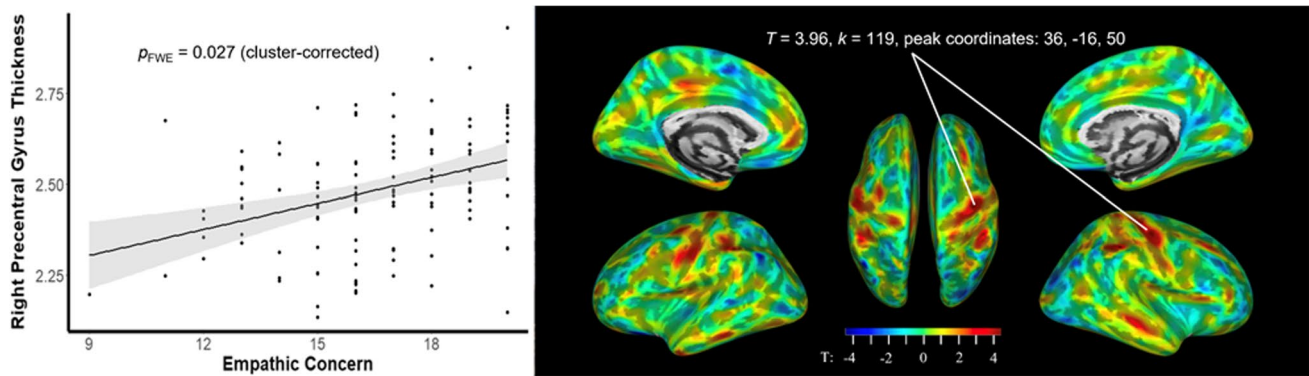 pFWE = 0.027 (cluster-corrected)
Right Precentral Gyrus Thickness
2.75
2.50
2.25
9
12
15
18
Empathic Concern
T = 3.96, k = 119, peak coordinates: 36, -16, 50
T: -4 -2 0 2 4